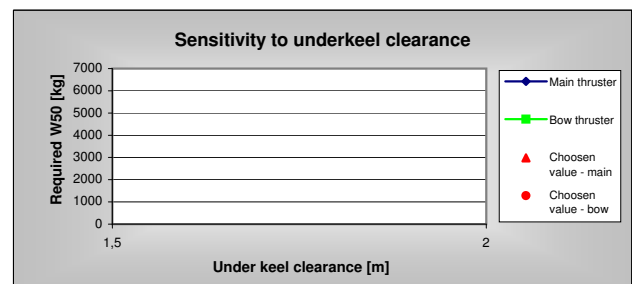 Sensitivity to underkeel clearance
Required W50 [kg]
7000
6000
5000
4000
3000
2000
1000
0
1,5
2
Under keel clearance [m]
Main thruster
Bow thruster
Choosen
value - main
Choosen
value - bow